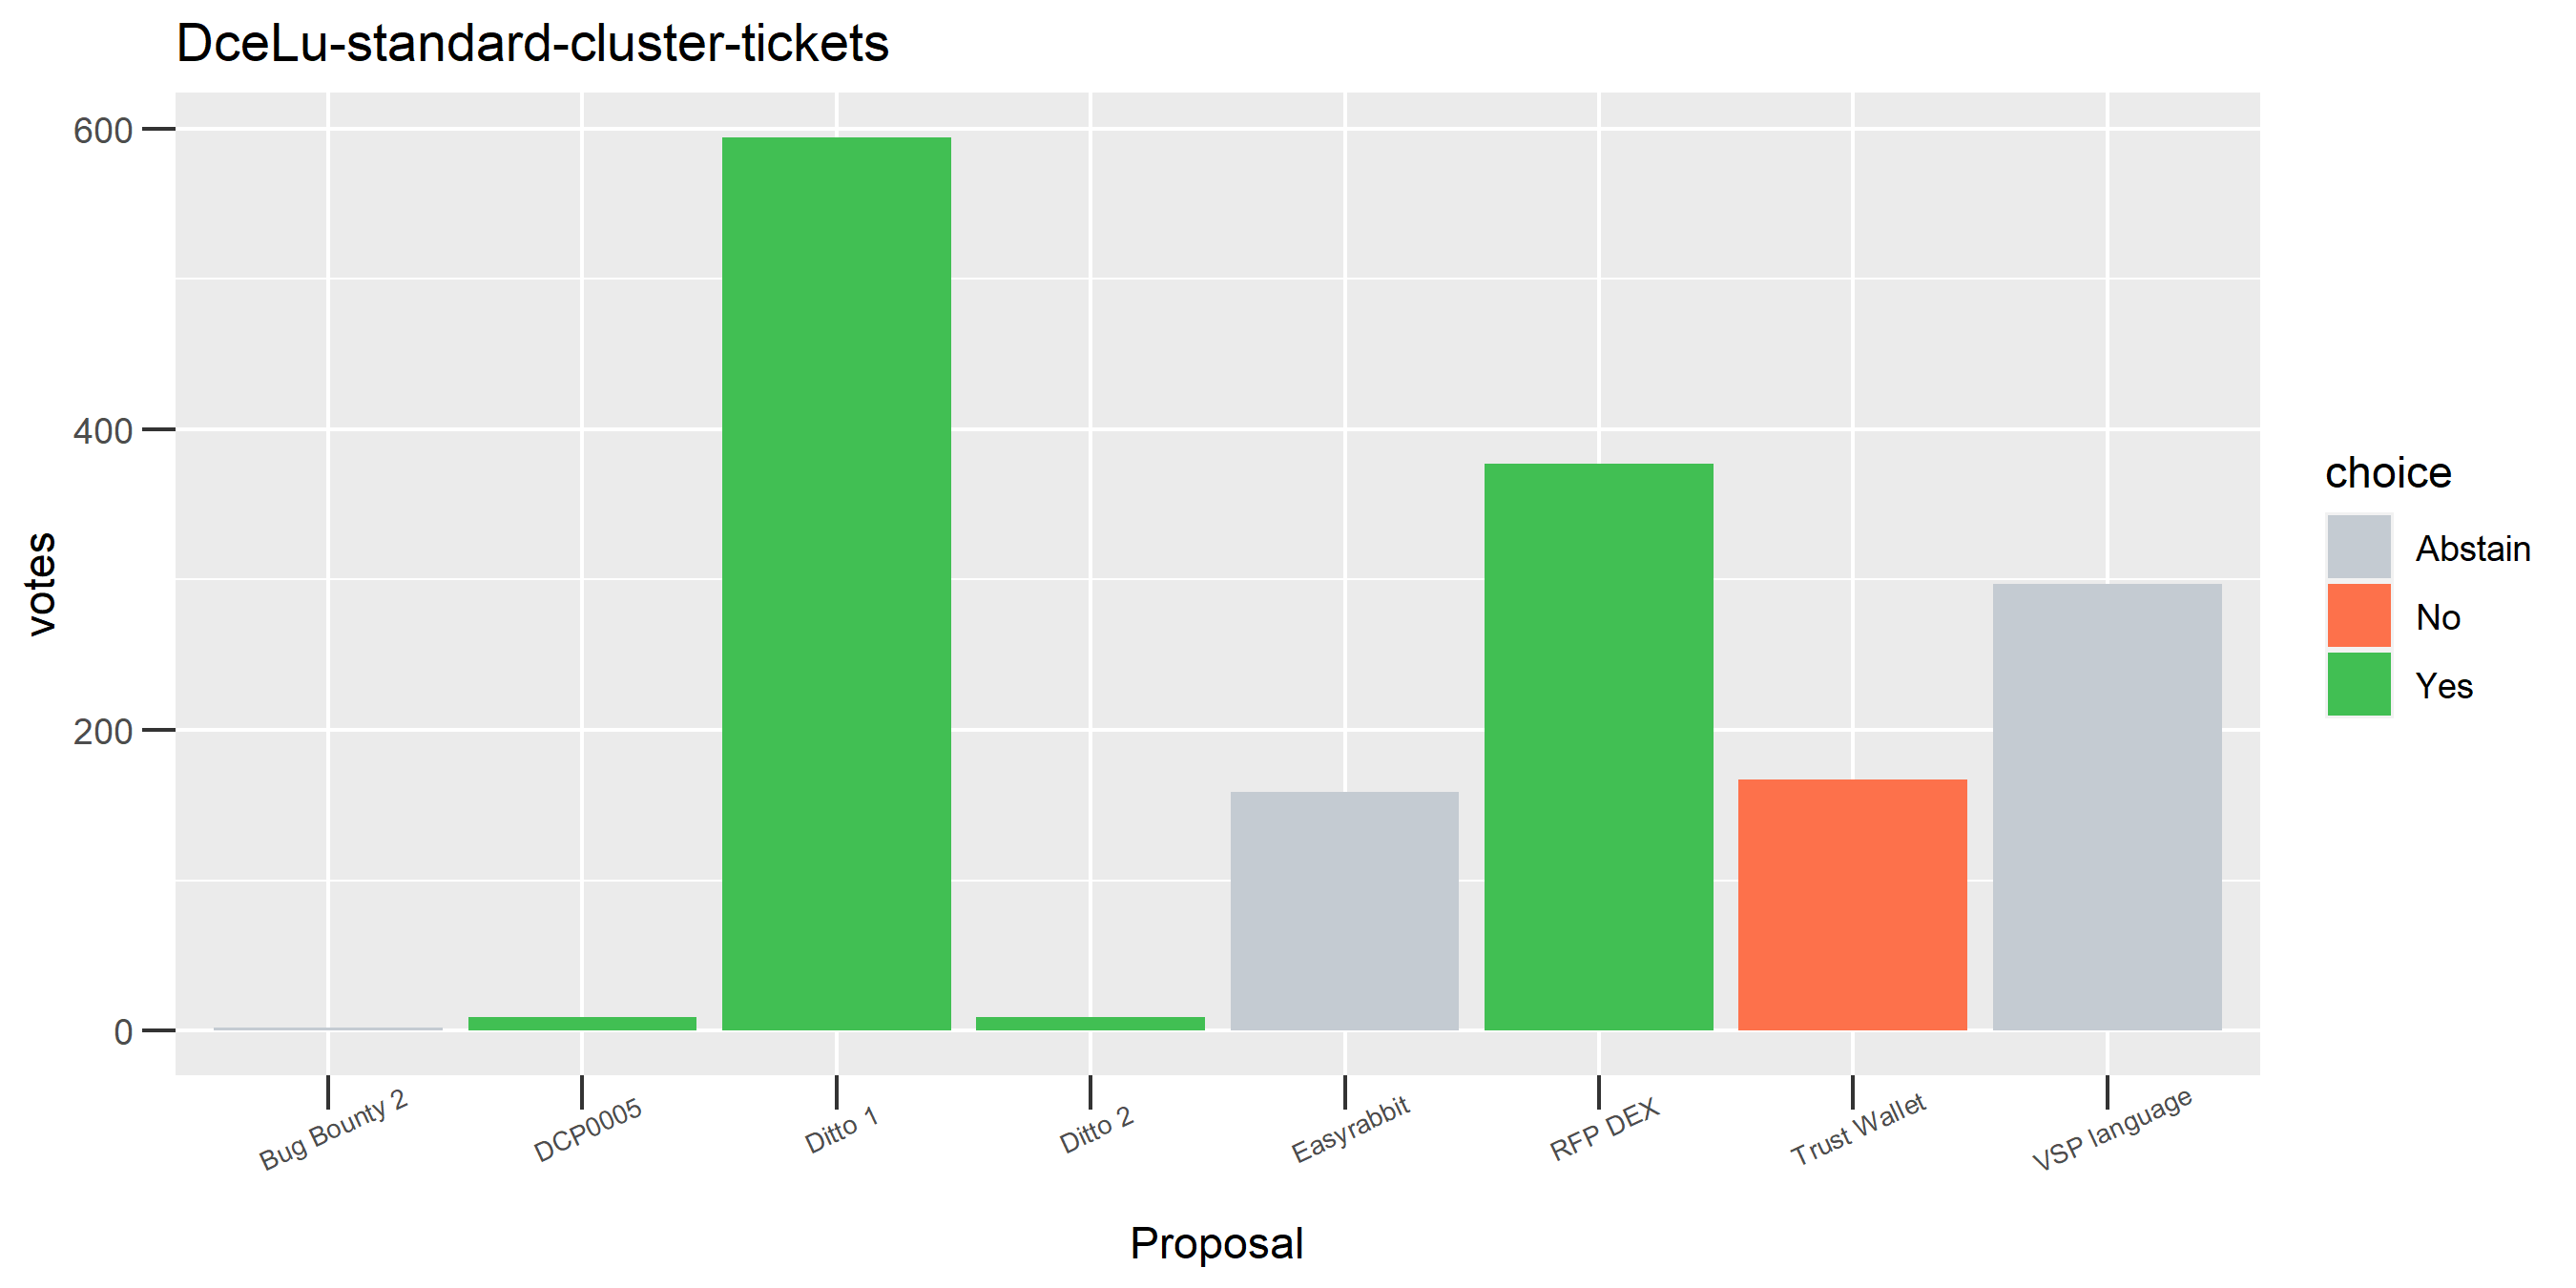 DceLu-standard-cluster-tickets
600
400
200
0
votes
Bug Bounty 2
DCP0005
Ditto 1
Ditto 2
Easyrabbit
RFP DEX
Trust Wallet
VSP language
Proposal
choice
Abstain
No
Yes